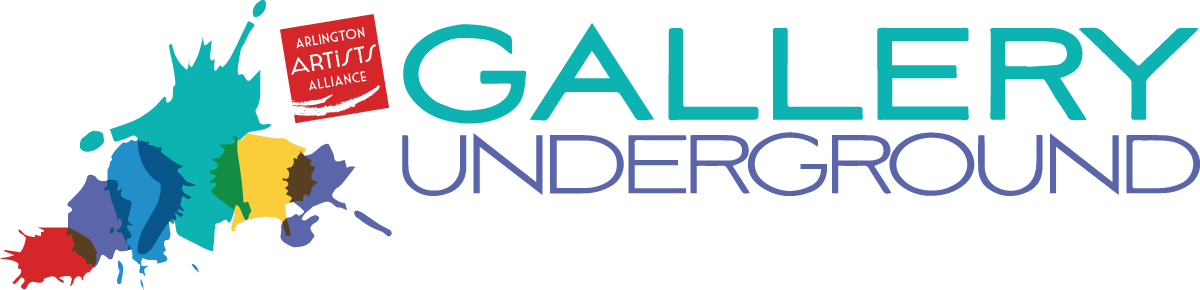 ARLINGTON
ARTiSTS
ALLIANCE
GALLERY
UNDERGROUND